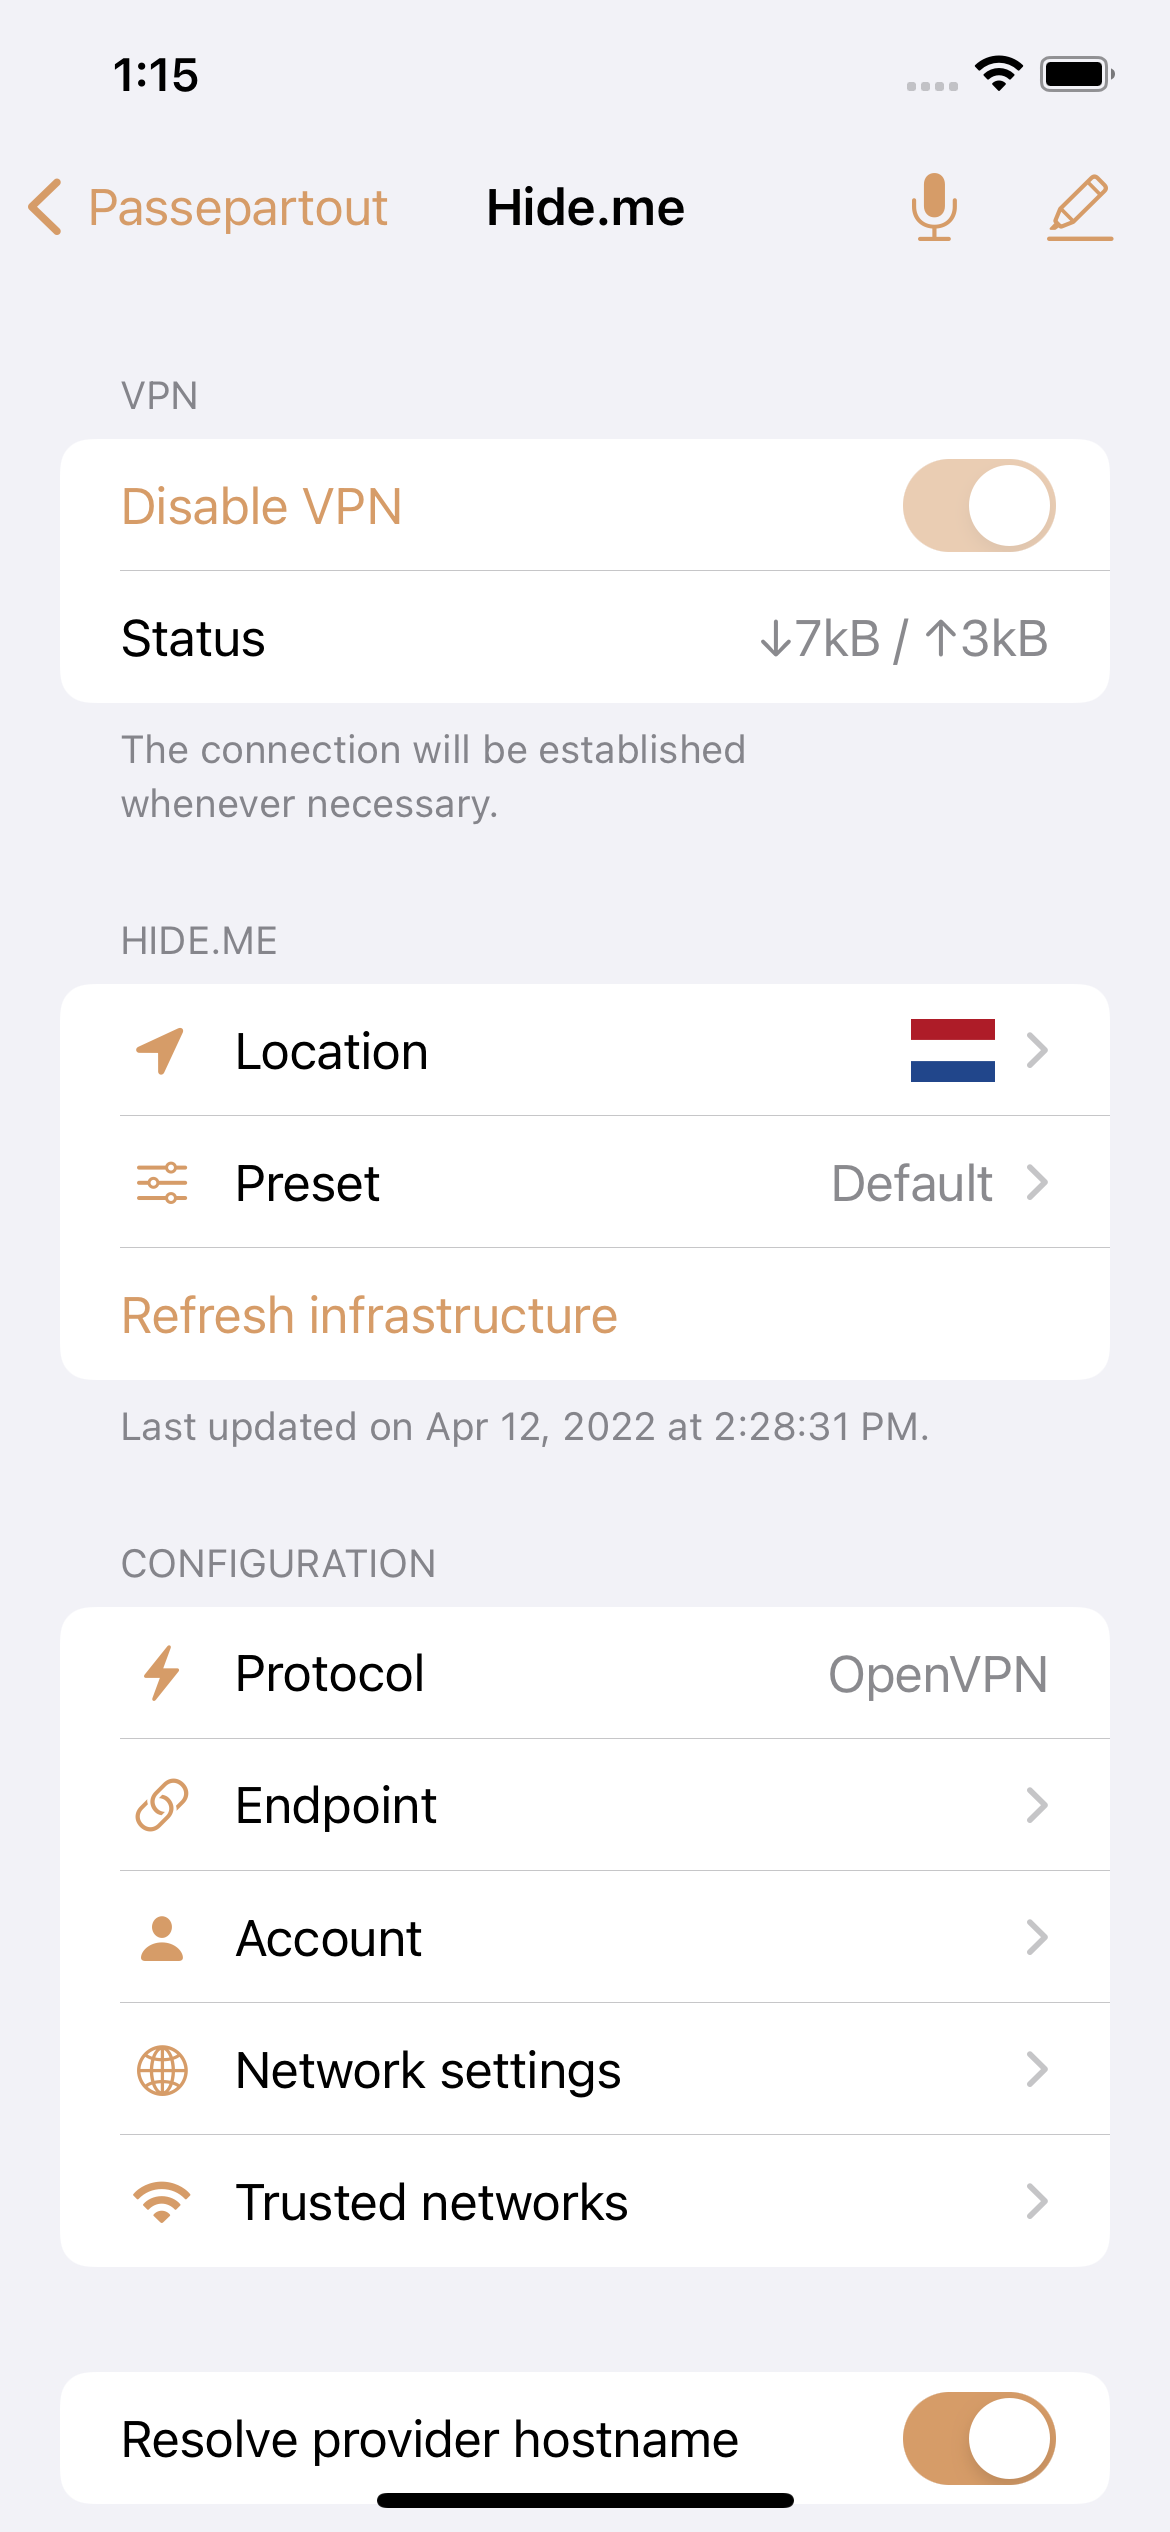 1:15
Passepartout Hide.me
VPN
Disable VPN
Status ↓7kB / ↑3kB
The connection will be established
whenever necessary.
HIDE.ME
Location
Preset Default
Refresh infrastructure
Last updated on Apr 12, 2022 at 2:28:31 PM.
CONFIGURATION
Protocol OpenVPN
Endpoint
Account
Network settings
Trusted networks
Resolve provider hostname